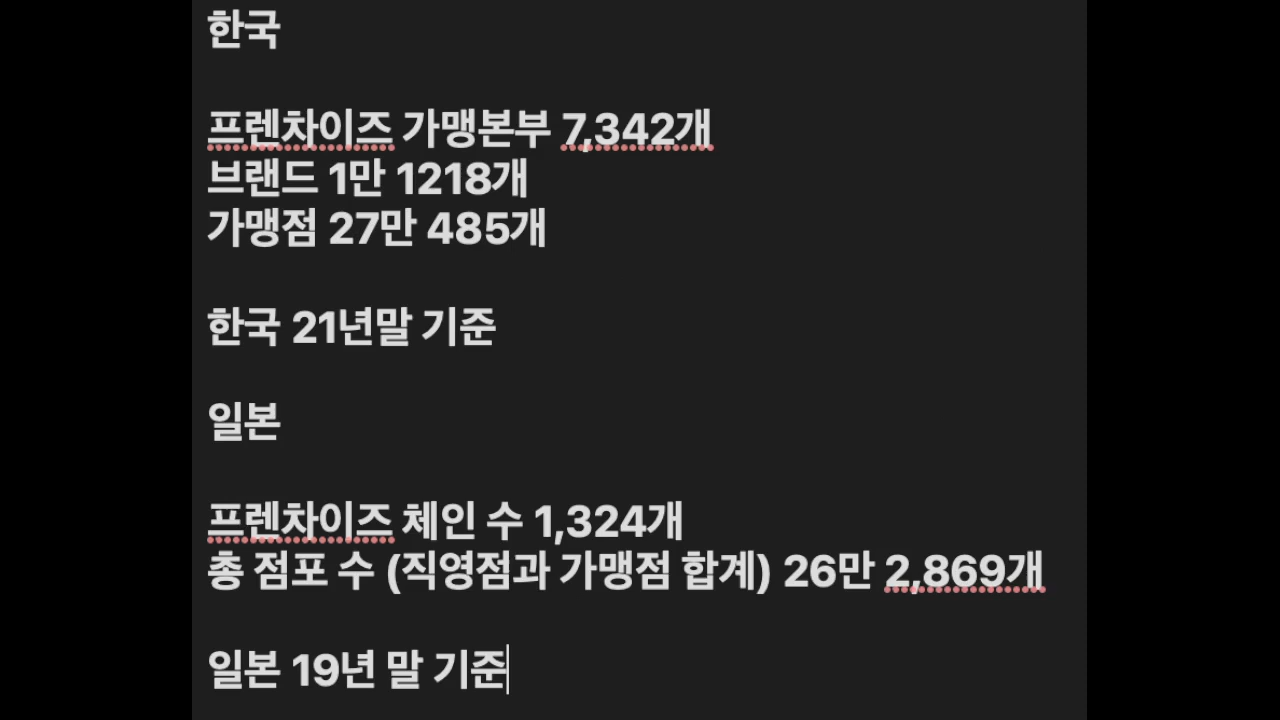 한국
프렌차이즈 가맹본부 7,342개
브랜드 1만 1218개
가맹점 27만 485개
한국 21년말 기준
일본
프렌차이즈 체인 수 1,324개
총 점포 수 (직영점과 가맹점 합계) 26만 2,869개
일본 19년 말 기준